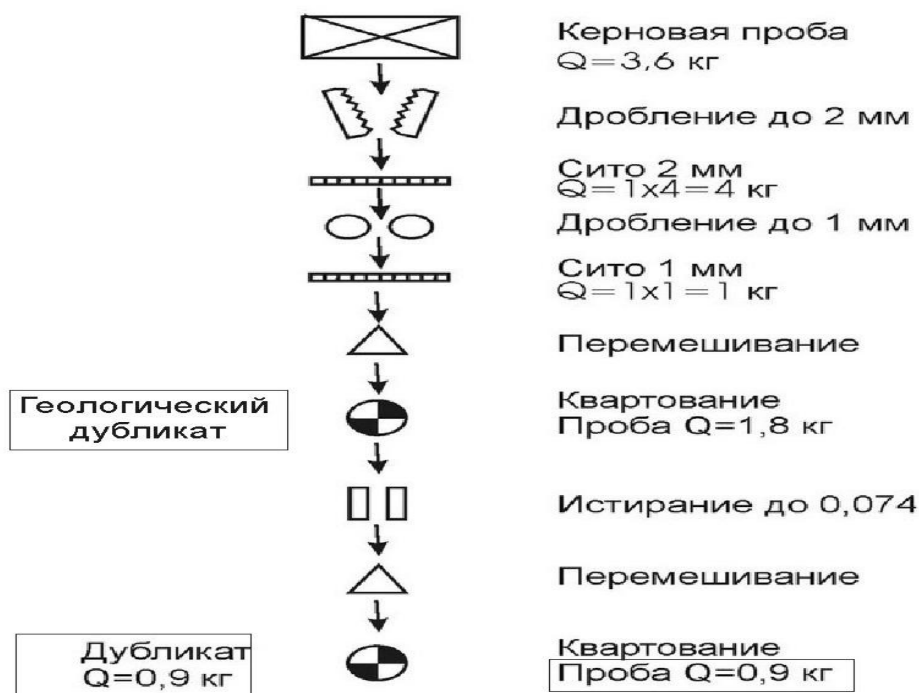 Керновая проба
Q=3,6 кг
Дробление до 2 мм
Сито 2 мм
Q=1x4=4 кг
Дробление до 1 мм
Сито 1 мм
Q=1x1=1 кг
Перемешивание
Геологический
дубликат
Квартование
Проба Q=1,8 кг
Истирание до 0,074
Перемешивание
Дубликат
Q=0,9 кг
Квартование
Проба Q=0,9 кг